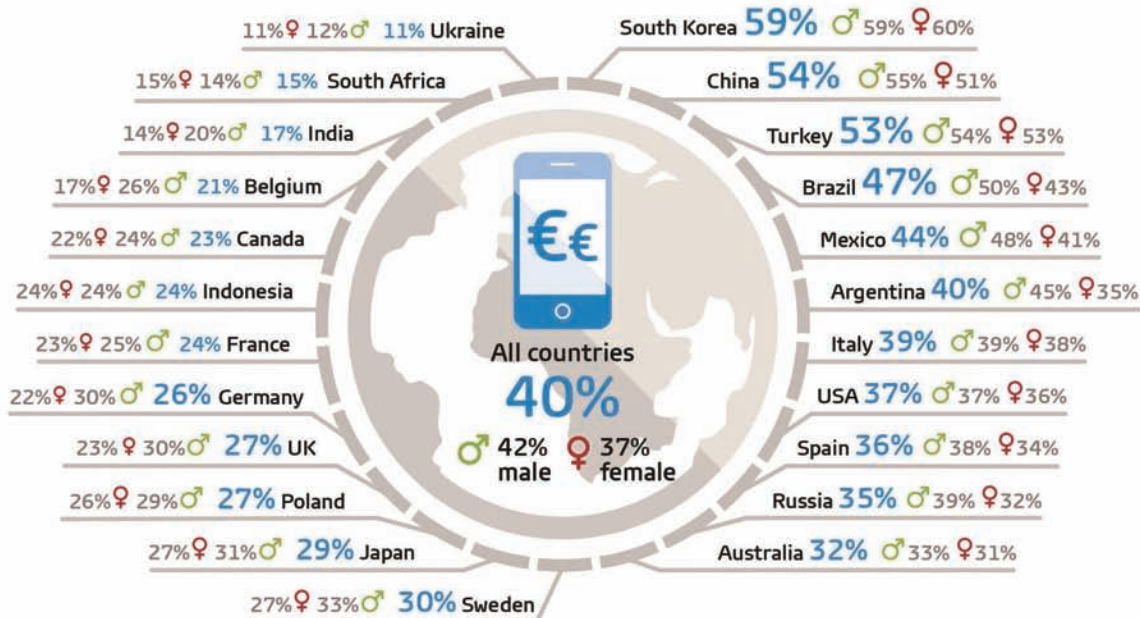 11% ♀ 12% ♂ 11% Ukraine
15% ♀ 14% ♂ 15% South Africa
14% ♀ 20% ♂ 17% India
17% ♀ 26% ♂ 21% Belgium
22% ♀ 24% ♂ 23% Canada
24% ♀ 24% ♂ 24% Indonesia
23% ♀ 25% ♂ 24% France
22% ♀ 30% ♂ 26% Germany
23% ♀ 30% ♂ 27% UK
26% ♀ 29% ♂ 27% Poland
27% ♀ 31% ♂ 29% Japan
27% ♀ 33% ♂ 30% Sweden
€€
All countries
40%
♂ 42% male
♀ 37% female
South Korea 59% ♂ 59% ♀ 60%
China 54% ♂ 55% ♀ 51%
Turkey 53% ♂ 54% ♀ 53%
Brazil 47% ♂ 50% ♀ 43%
Mexico 44% ♂ 48% ♀ 41%
Argentina 40% ♂ 45% ♀ 35%
Italy 39% ♂ 39% ♀ 38%
USA 37% ♂ 37% ♀ 36%
Spain 36% ♂ 38% ♀ 34%
Russia 35% ♂ 39% ♀ 32%
Australia 32% ♂ 33% ♀ 31%